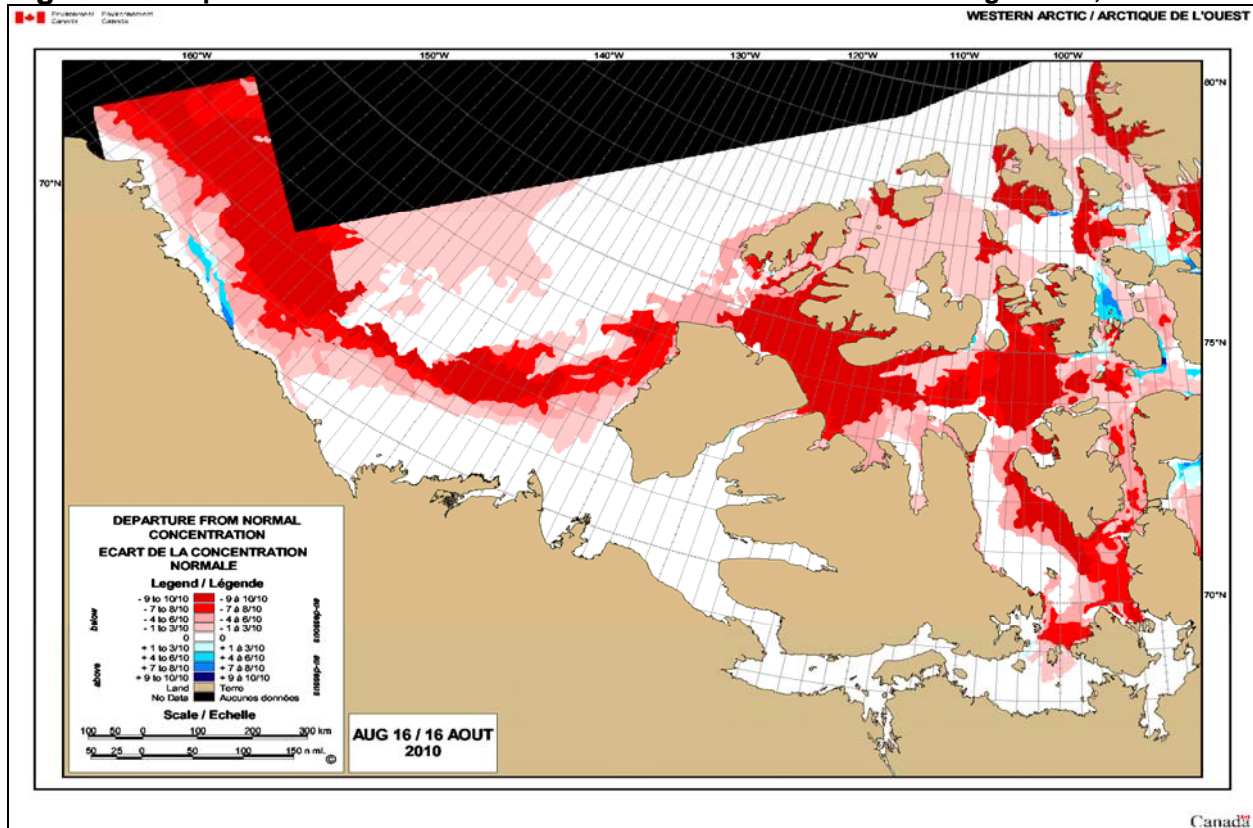 Environment Environnement
Canada Canada
WESTERN ARCTIC / ARCTIQUE DE L'OUEST
160°W 150°W 140°W 130°W 120°W 110°W 100°W
80°N
70°N
75°N
70°N
DEPARTURE FROM NORMAL
CONCENTRATION
ECART DE LA CONCENTRATION
NORMALE
Legend / Légende
- 9 to 10/10 - 9 à 10/10
- 7 to 8/10 - 7 à 8/10
- 4 to 6/10 - 4 à 6/10
- 1 to 3/10 - 1 à 3/10
0 0
+ 1 to 3/10 + 1 à 3/10
+ 4 to 6/10 + 4 à 6/10
+ 7 to 8/10 + 7 à 8/10
+ 9 to 10/10 + 9 à 10/10
Land Terre
No Data Aucunes données
below
above
au-dessous
au-dessus
Scale / Echelle
100 50 0 100 200 300 km
50 25 0 50 100 150 n mi.
©
AUG 16 / 16 AOUT
2010
Canada